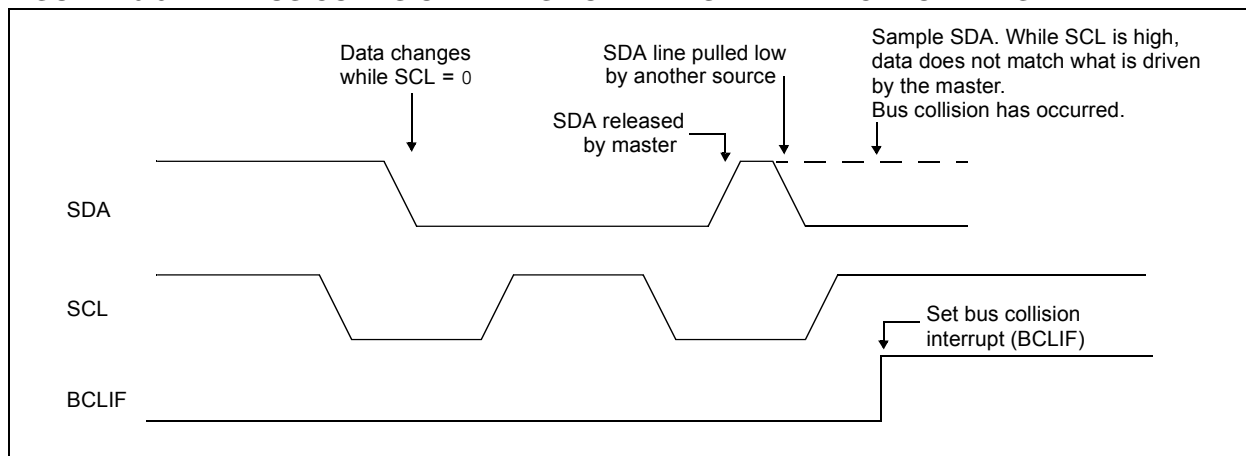 Data changes
while SCL = 0
SDA line pulled low
by another source
Sample SDA. While SCL is high,
data does not match what is driven
by the master.
Bus collision has occurred.
SDA released
by master
SDA
SCL
Set bus collision
interrupt (BCLIF)
BCLIF